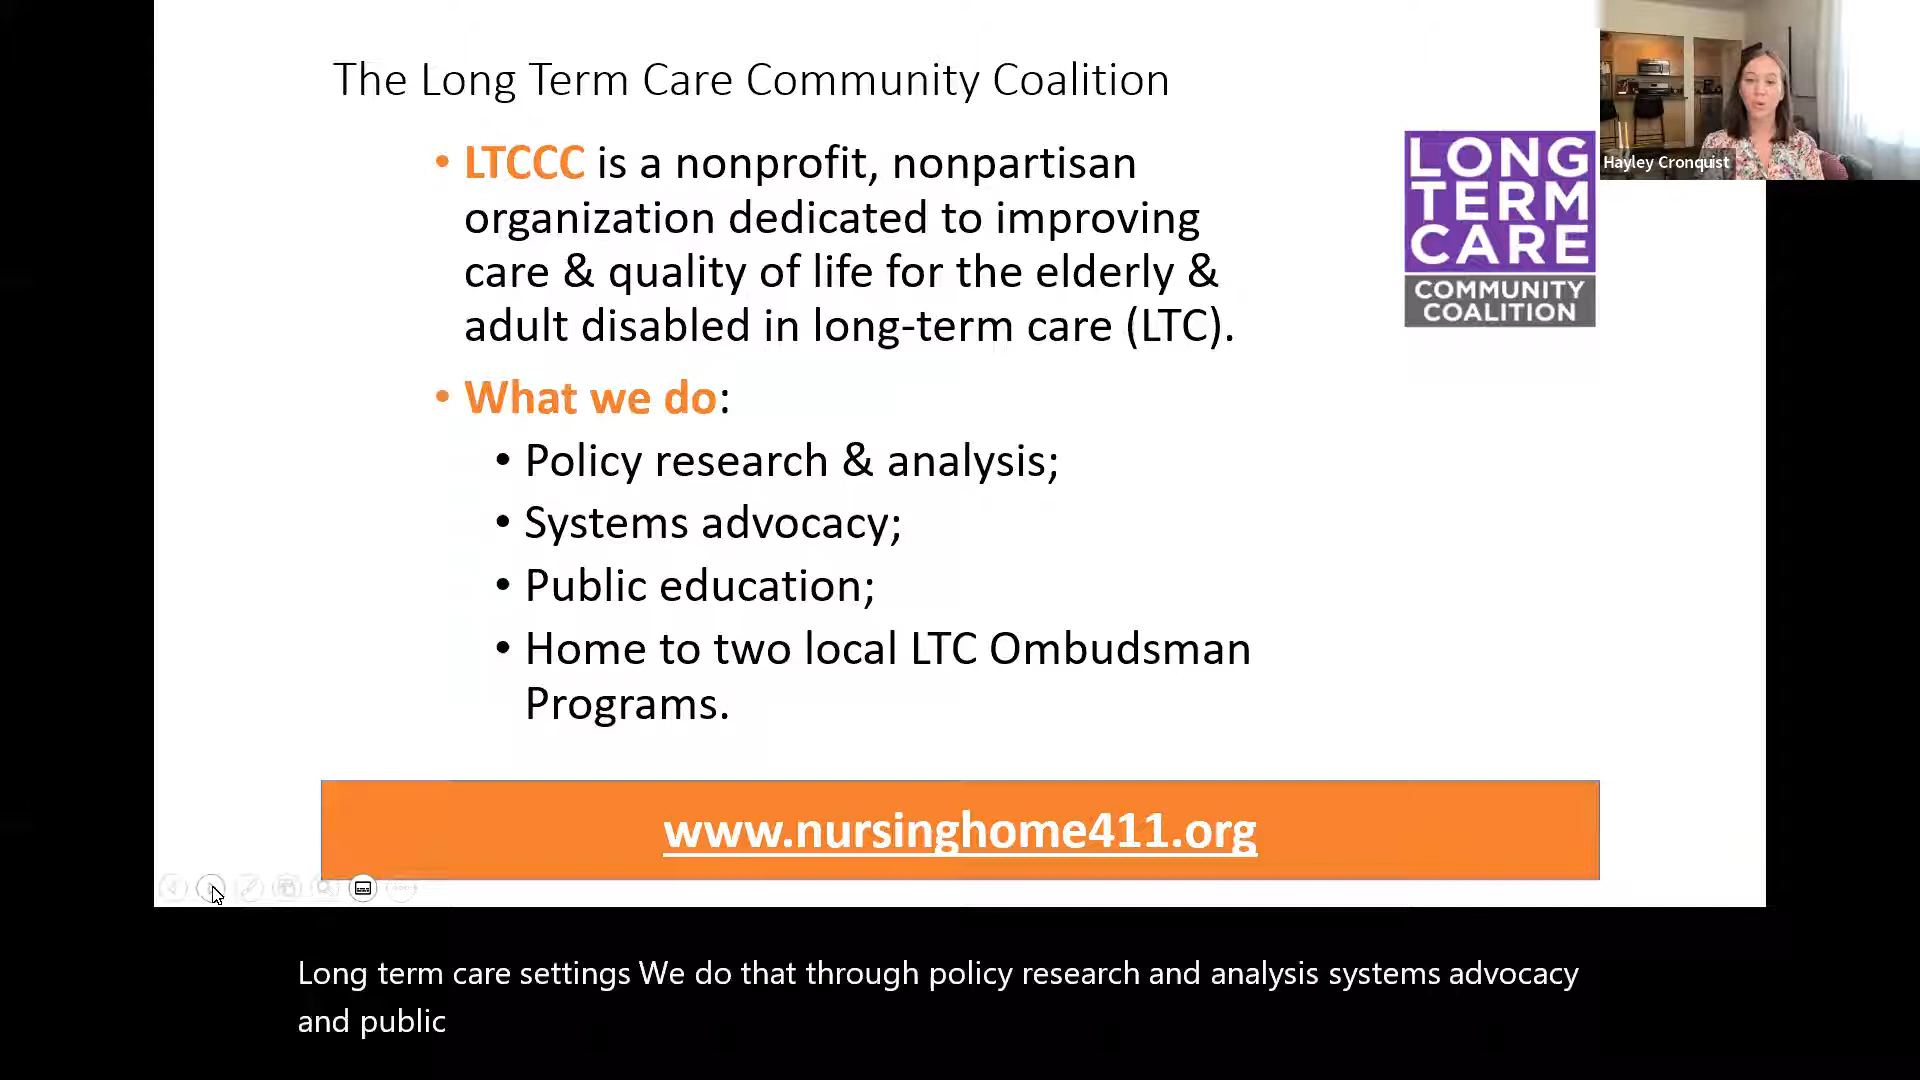 The Long Term Care Community Coalition
• LTCCC is a nonprofit, nonpartisan
organization dedicated to improving
care & quality of life for the elderly &
adult disabled in long-term care (LTC).
• What we do:
• Policy research & analysis;
• Systems advocacy;
• Public education;
• Home to two local LTC Ombudsman
Programs.
LONG
TERM
CARE
COMMUNITY
COALITION
Hayley Cronquist
www.nursinghome411.org
Long term care settings We do that through policy research and analysis systems advocacy
and public